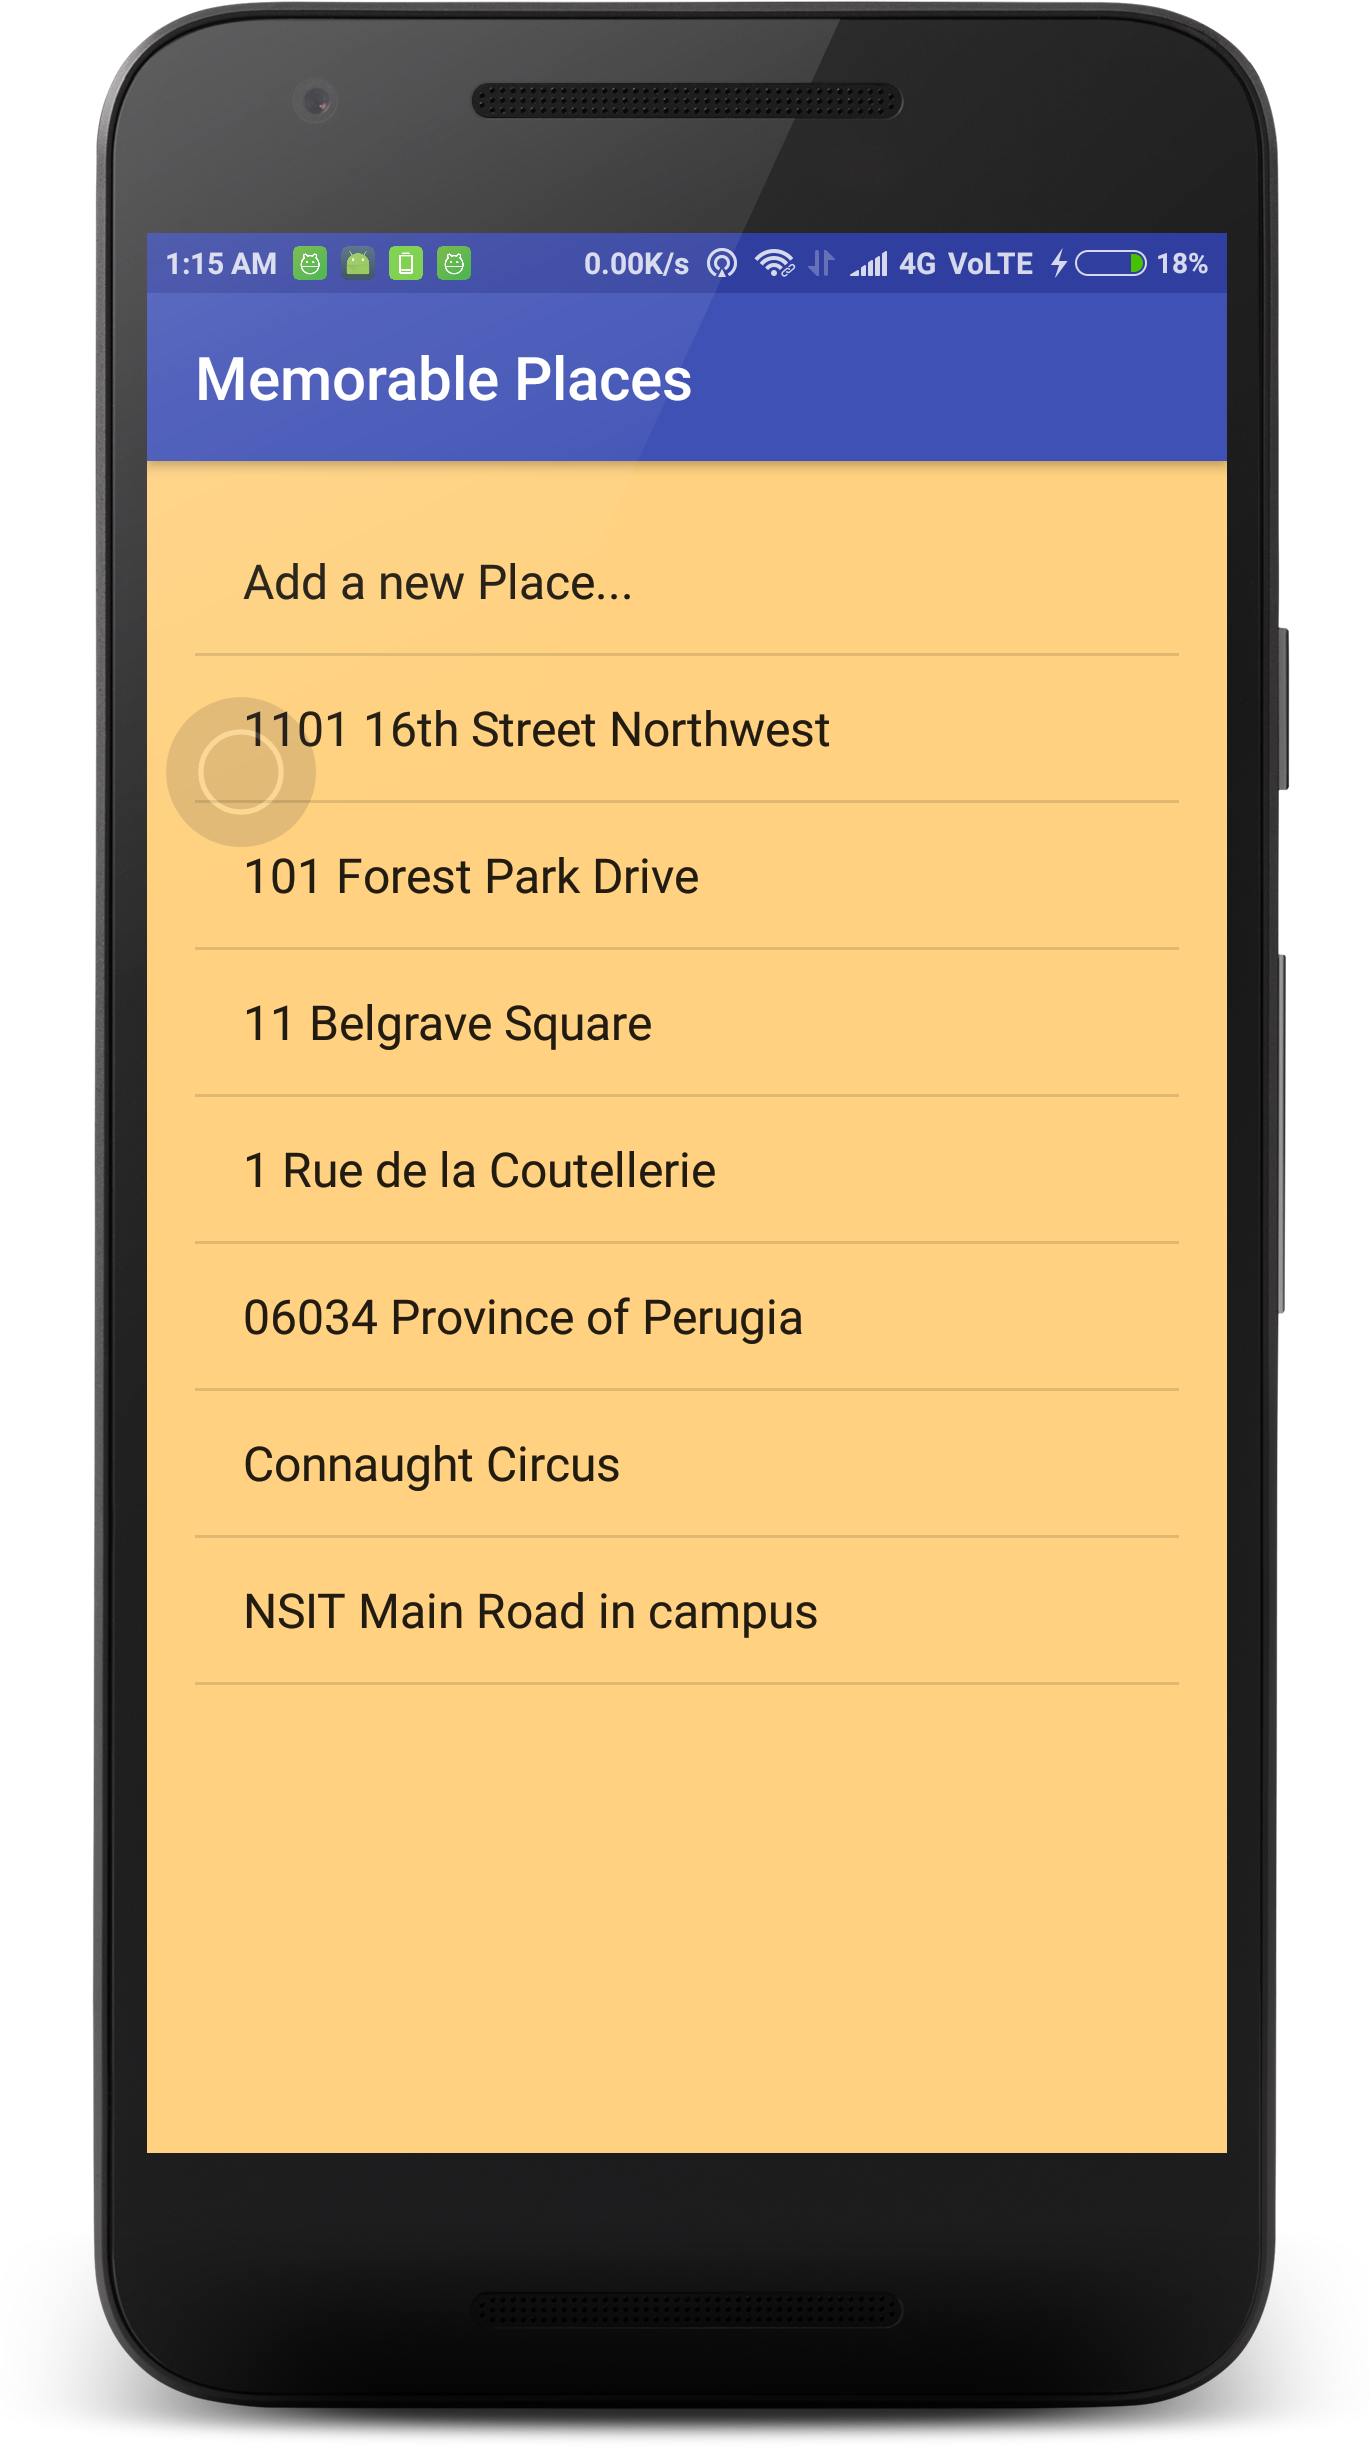 1:15 AM 0.00K/s 4G VoLTE 18%
Memorable Places
Add a new Place...
1101 16th Street Northwest
101 Forest Park Drive
11 Belgrave Square
1 Rue de la Coutellerie
06034 Province of Perugia
Connaught Circus
NSIT Main Road in campus